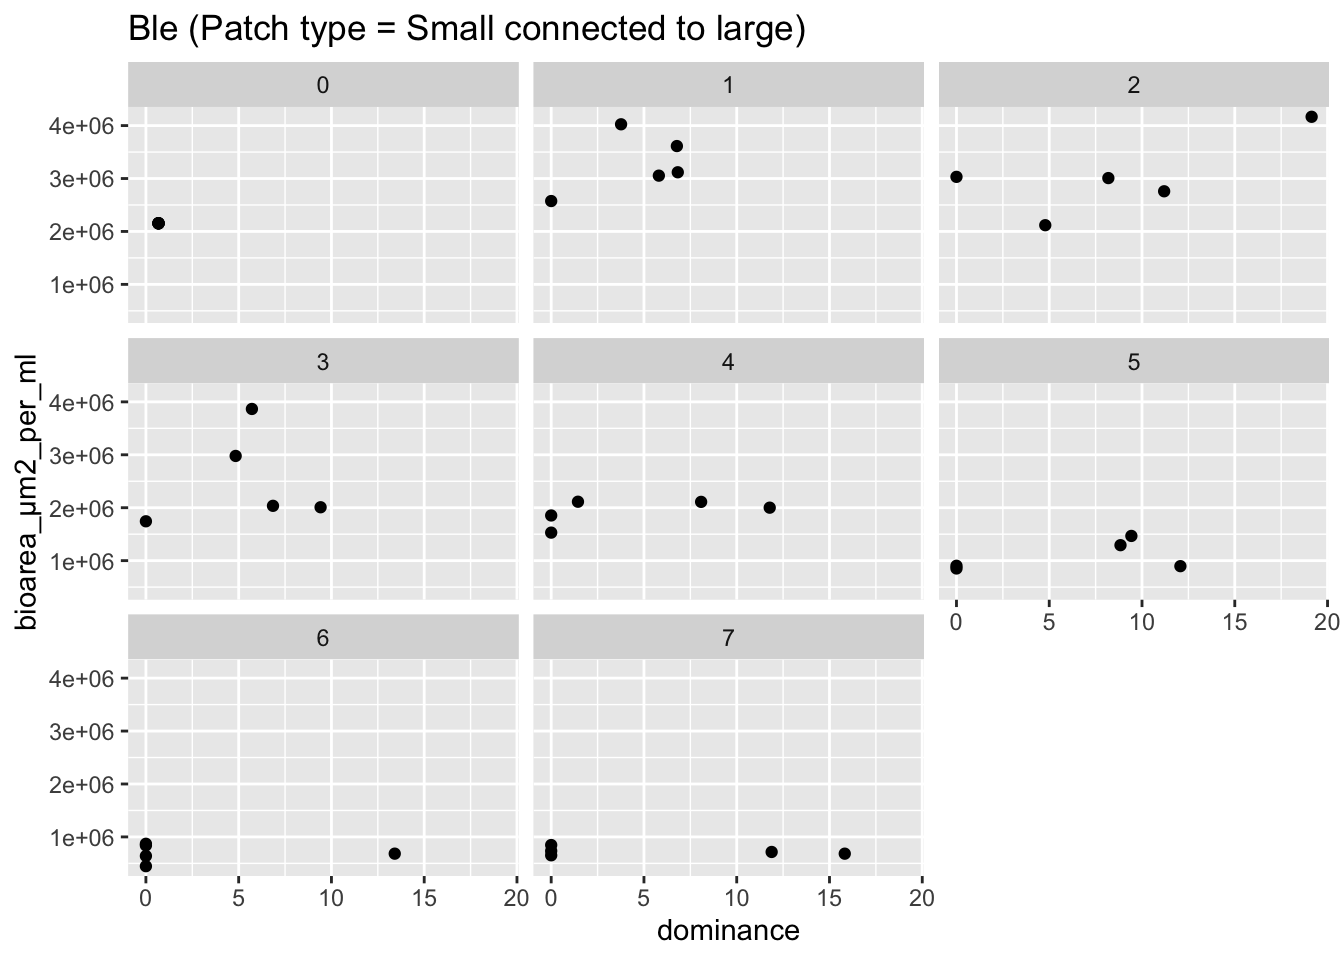 Ble (Patch type = Small connected to large)
0 1 2
4e+06
3e+06
2e+06
1e+06
3 4 5
4e+06
3e+06
2e+06
1e+06
0 5 10 15 20
6 7
4e+06
3e+06
2e+06
1e+06
0 5 10 15 20 0 5 10 15 20
dominance
bioarea_µm2_per_ml